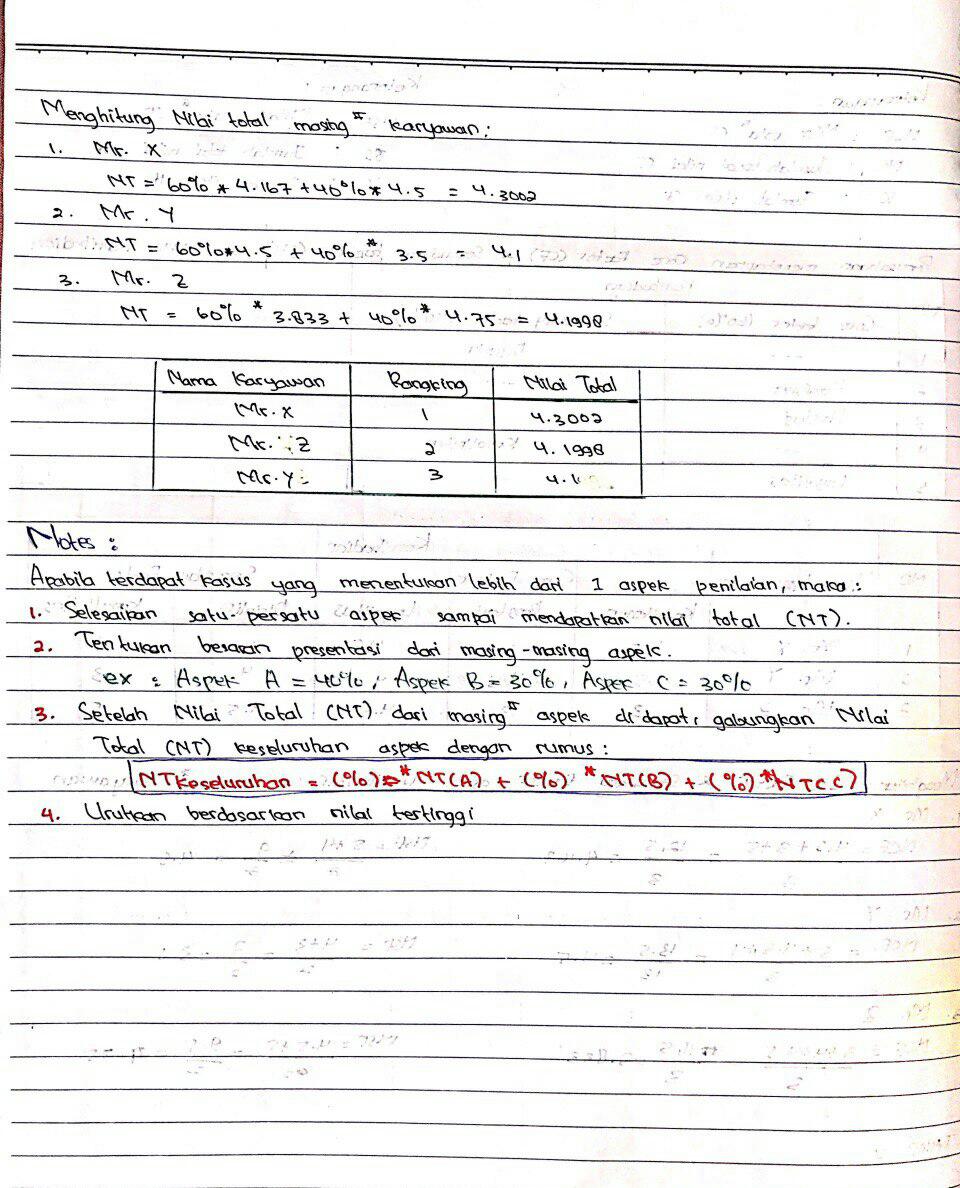 Menghitung Nilai total masing" karyawan:
1. Mr. X
NT = 60% * 4.167 + 40% * 4.5 = 4.3002
2. Mr. Y
NT = 60% * 4.5 + 40% * 3.5 = 4.1
3. Mr. Z
NT = 60% * 3.833 + 40% * 4.75 = 4.1998
Nama Karyawan Rangking Nilai Total
Mr. X 1 4.3002
Mr. Z 2 4.1998
Mr. Y 3 4.1
Notes :
Apabila terdapat kasus yang menentukan lebih dari 1 aspek penilaian, maka :
1. Selesaikan satu-persatu aspek sampai mendapatkan nilai total (NT).
2. Tentukan besaran presentasi dari masing-masing aspek.
ex : Aspek A = 40%, Aspek B = 30%, Aspek C = 30%
3. Setelah Nilai Total (NT) dari masing" aspek di dapat, gabungkan Nilai
Total (NT) keseluruhan aspek dengan rumus :
NTKeseluruhan = (%) * NT(A) + (%) * NT(B) + (%) * NT(C)
4. Urutkan berdasarkan nilai tertinggi